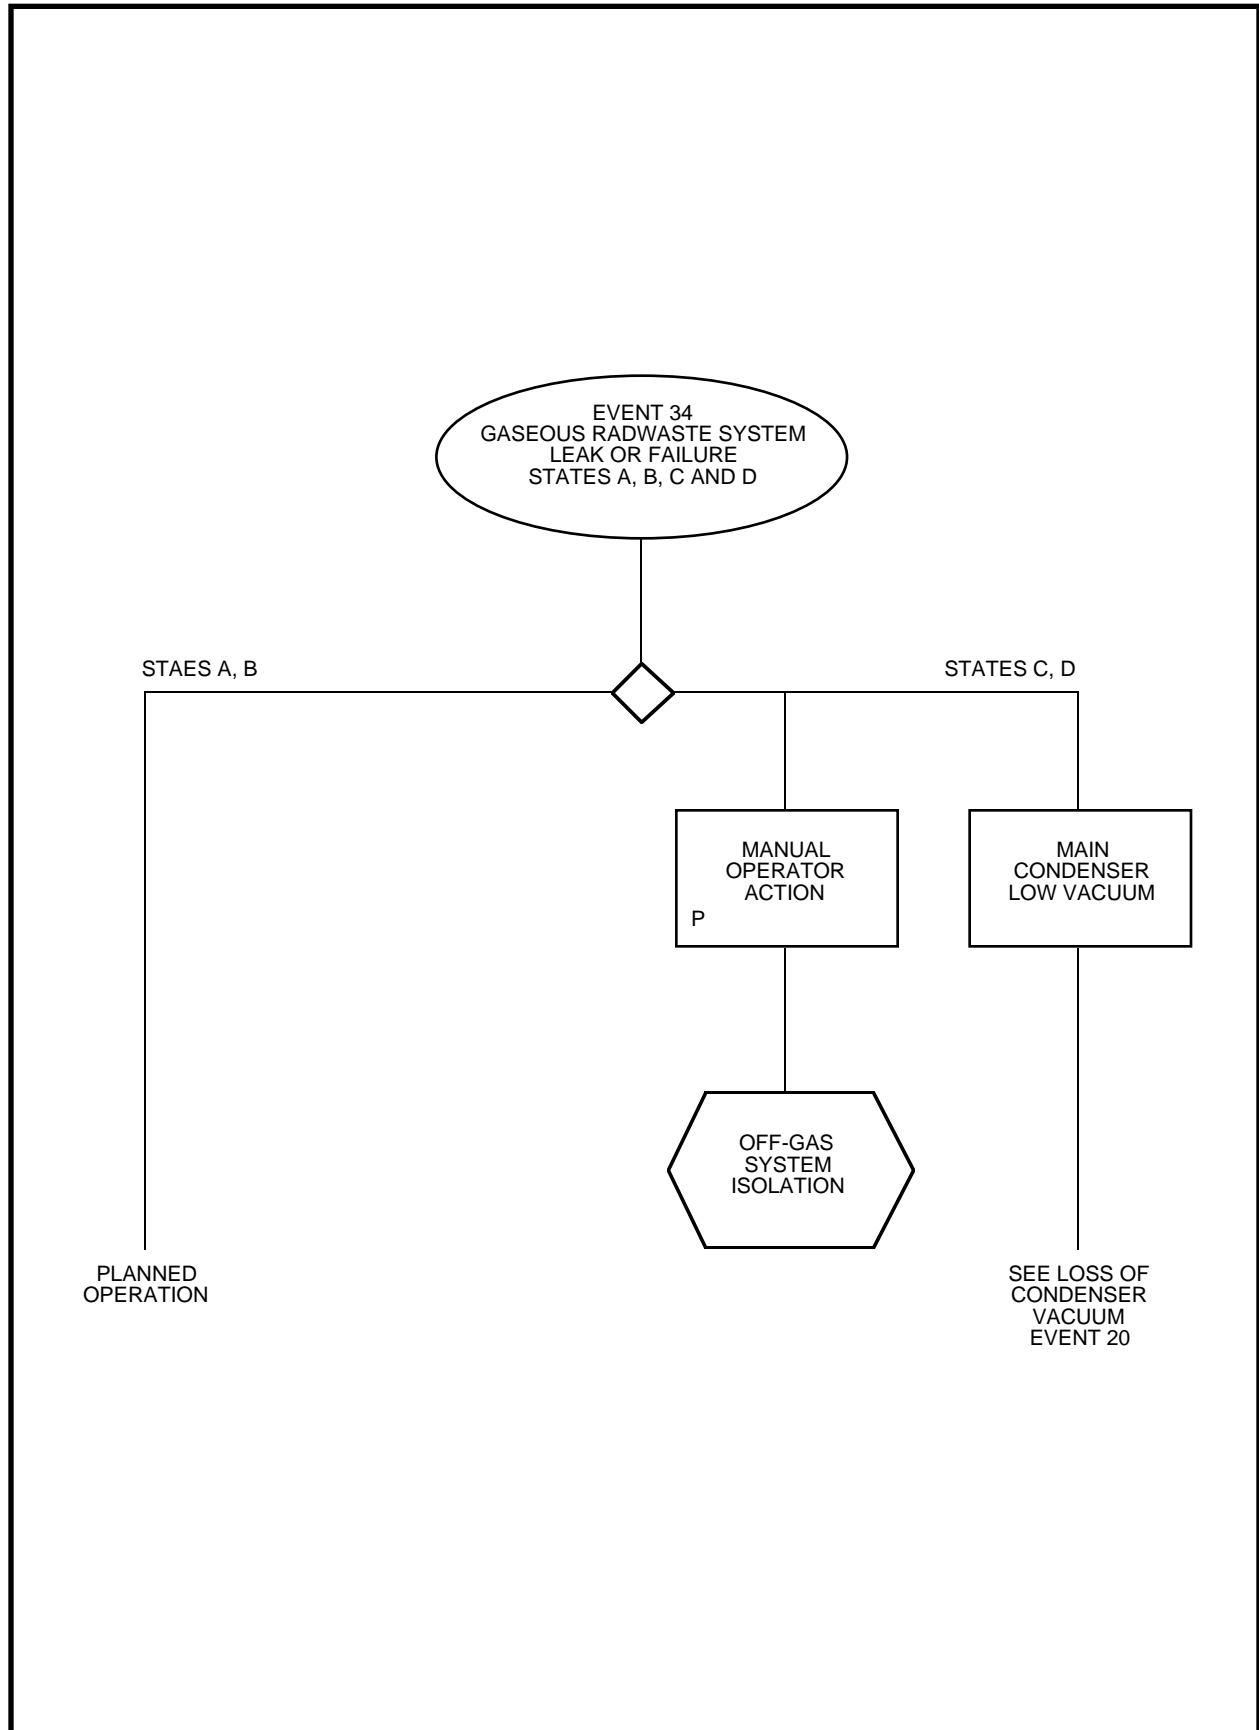 EVENT 34
GASEOUS RADWASTE SYSTEM
LEAK OR FAILURE
STATES A, B, C AND D
STAES A, B
STATES C, D
MANUAL
OPERATOR
ACTION
P
MAIN
CONDENSER
LOW VACUUM
OFF-GAS
SYSTEM
ISOLATION
PLANNED
OPERATION
SEE LOSS OF
CONDENSER
VACUUM
EVENT 20